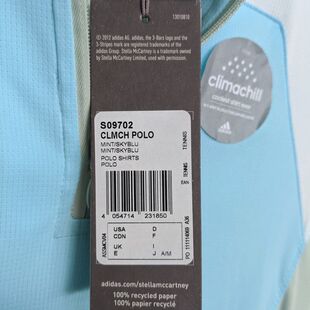 13010810
© 2012 adidas AG. adidas, the 3-Bars logo and the
3-Stripes mark are registered trademarks of the
adidas Group. Stella McCartney is a registered
trademark of Stella McCartney Limited, used with
permission.
S09702
CLMCH POLO
MINT/SKYBLU
MINT/SKYBLU
POLO SHIRTS
POLO
TENNIS
TENNIS
EAN
4 054714 231850
USA D
CDN F
UK I
E J A/M
adidas.com/stellamccartney
100% recycled paper
100% papier recyclé
climachill
adidas